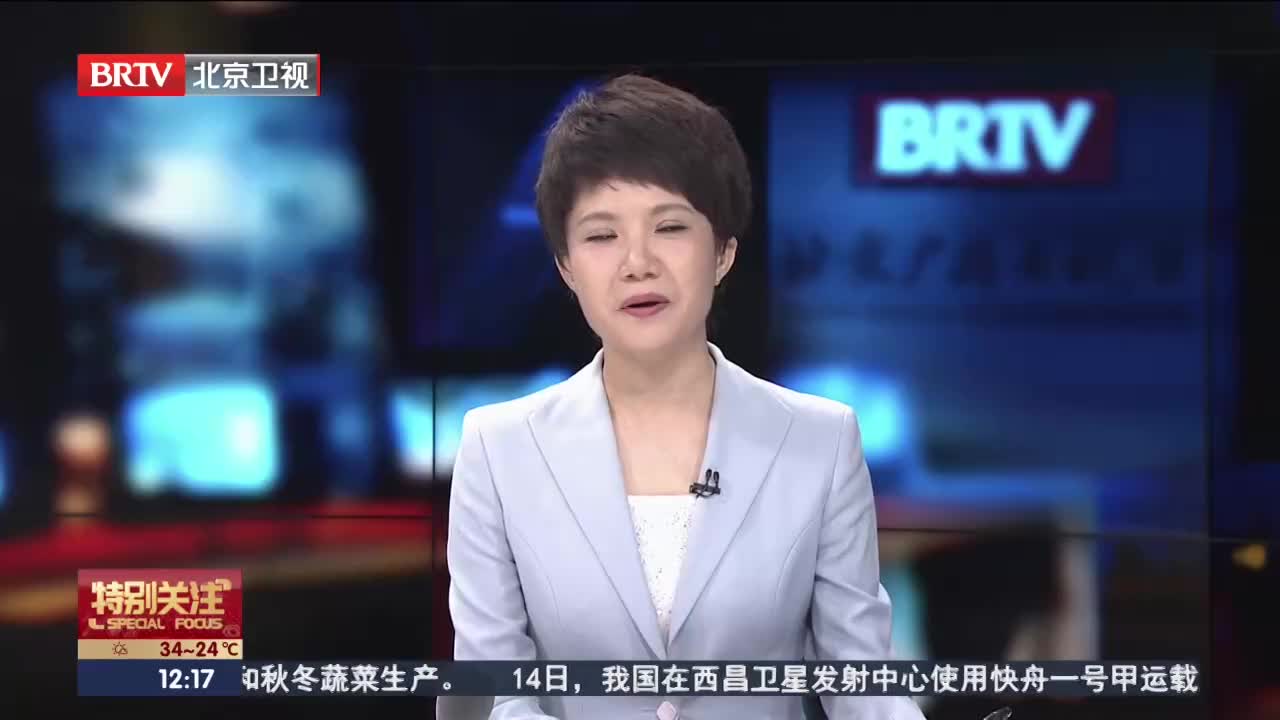 BRTV 北京卫视
BRTV
特别关注
SPECIAL FOCUS
34~24℃
12:17 和秋冬蔬菜生产。 14日，我国在西昌卫星发射中心使用快舟一号甲运载